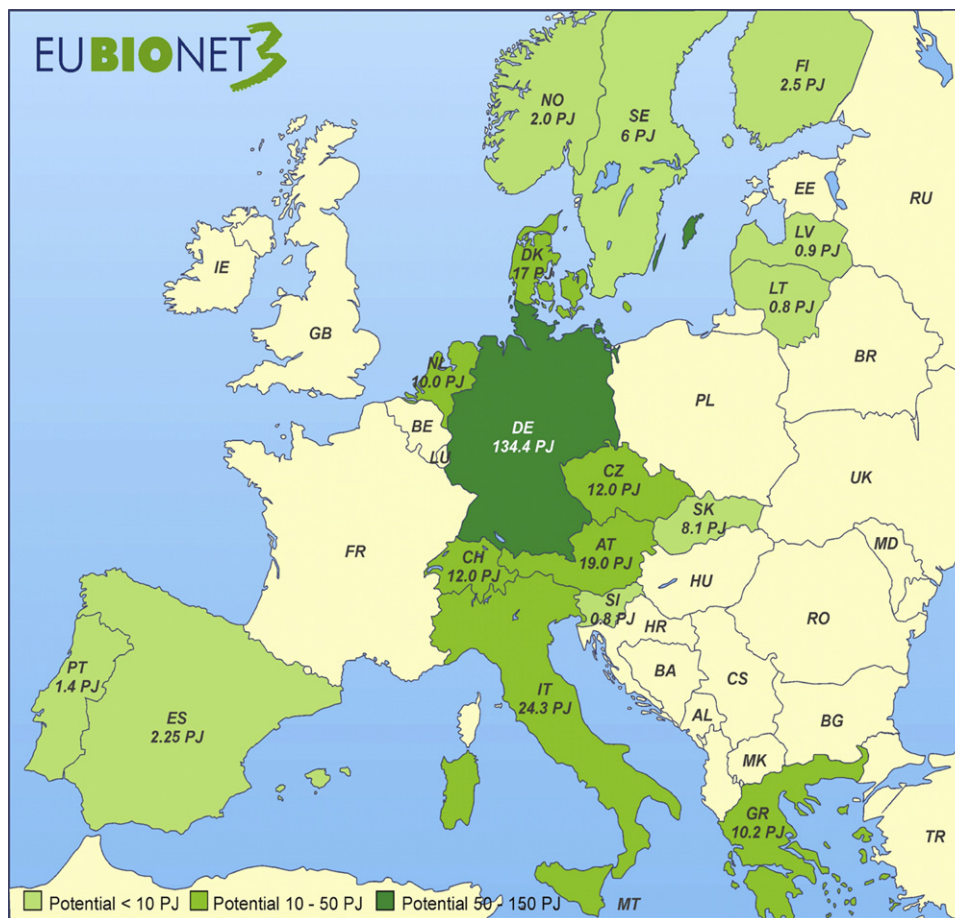 EUBIONET3
FI
2.5 PJ
NO
2.0 PJ
SE
6 PJ
EE
RU
LV
0.9 PJ
DK
17 PJ
IE
LT
0.8 PJ
GB
BR
NL
10.0 PJ
PL
BE
DE
134.4 PJ
LU
CZ
12.0 PJ
UK
SK
8.1 PJ
FR
CH
12.0 PJ
AT
19.0 PJ
MD
HU
SI
0.8 PJ
RO
HR
PT
1.4 PJ
BA
CS
IT
24.3 PJ
ES
2.25 PJ
AL
BG
MK
GR
10.2 PJ
TR
Potential < 10 PJ Potential 10 - 50 PJ Potential 50 - 150 PJ
MT